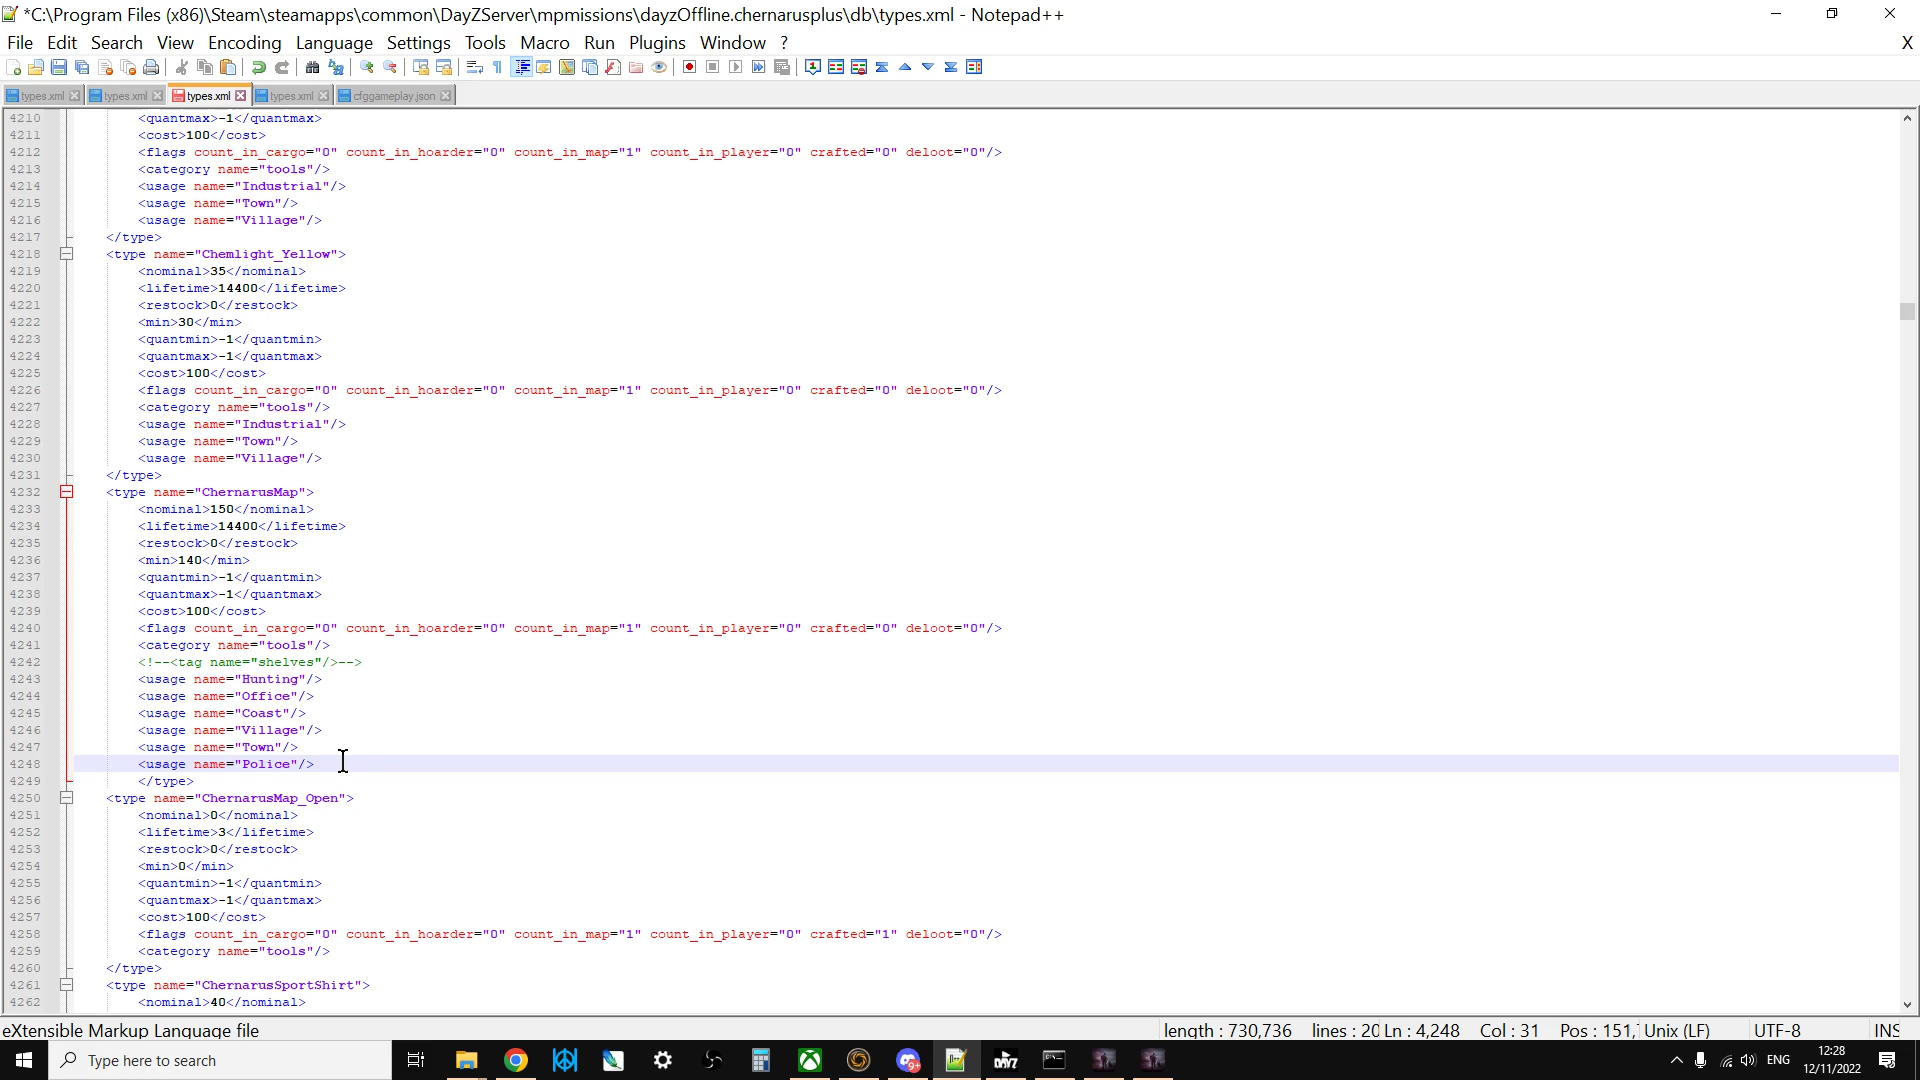 *C:\Program Files (x86)\Steam\steamapps\common\DayZServer\mpmissions\dayzOffline.chernarusplus\db\types.xml - Notepad++
File Edit Search View Encoding Language Settings Tools Macro Run Plugins Window ? X
types.xml types.xml types.xml types.xml cfggameplay.json
4210 <quantmax>-1</quantmax>
4211 <cost>100</cost>
4212 <flags count_in_cargo="0" count_in_hoarder="0" count_in_map="1" count_in_player="0" crafted="0" deloot="0"/>
4213 <category name="tools"/>
4214 <usage name="Industrial"/>
4215 <usage name="Town"/>
4216 <usage name="Village"/>
4217 </type>
4218 <type name="Chemlight_Yellow">
4219 <nominal>35</nominal>
4220 <lifetime>14400</lifetime>
4221 <restock>0</restock>
4222 <min>30</min>
4223 <quantmin>-1</quantmin>
4224 <quantmax>-1</quantmax>
4225 <cost>100</cost>
4226 <flags count_in_cargo="0" count_in_hoarder="0" count_in_map="1" count_in_player="0" crafted="0" deloot="0"/>
4227 <category name="tools"/>
4228 <usage name="Industrial"/>
4229 <usage name="Town"/>
4230 <usage name="Village"/>
4231 </type>
4232 <type name="ChernarusMap">
4233 <nominal>150</nominal>
4234 <lifetime>14400</lifetime>
4235 <restock>0</restock>
4236 <min>140</min>
4237 <quantmin>-1</quantmin>
4238 <quantmax>-1</quantmax>
4239 <cost>100</cost>
4240 <flags count_in_cargo="0" count_in_hoarder="0" count_in_map="1" count_in_player="0" crafted="0" deloot="0"/>
4241 <category name="tools"/>
4242 <!--<tag name="shelves"/>-->
4243 <usage name="Hunting"/>
4244 <usage name="Office"/>
4245 <usage name="Coast"/>
4246 <usage name="Village"/>
4247 <usage name="Town"/>
4248 <usage name="Police"/>
4249 </type>
4250 <type name="ChernarusMap_Open">
4251 <nominal>0</nominal>
4252 <lifetime>3</lifetime>
4253 <restock>0</restock>
4254 <min>0</min>
4255 <quantmin>-1</quantmin>
4256 <quantmax>-1</quantmax>
4257 <cost>100</cost>
4258 <flags count_in_cargo="0" count_in_hoarder="0" count_in_map="1" count_in_player="0" crafted="1" deloot="0"/>
4259 <category name="tools"/>
4260 </type>
4261 <type name="ChernarusSportShirt">
4262 <nominal>40</nominal>
eXtensible Markup Language file length : 730,736 lines : 20 Ln : 4,248 Col : 31 Pos : 151, Unix (LF) UTF-8 INS
Type here to search ENG 12:28
12/11/2022